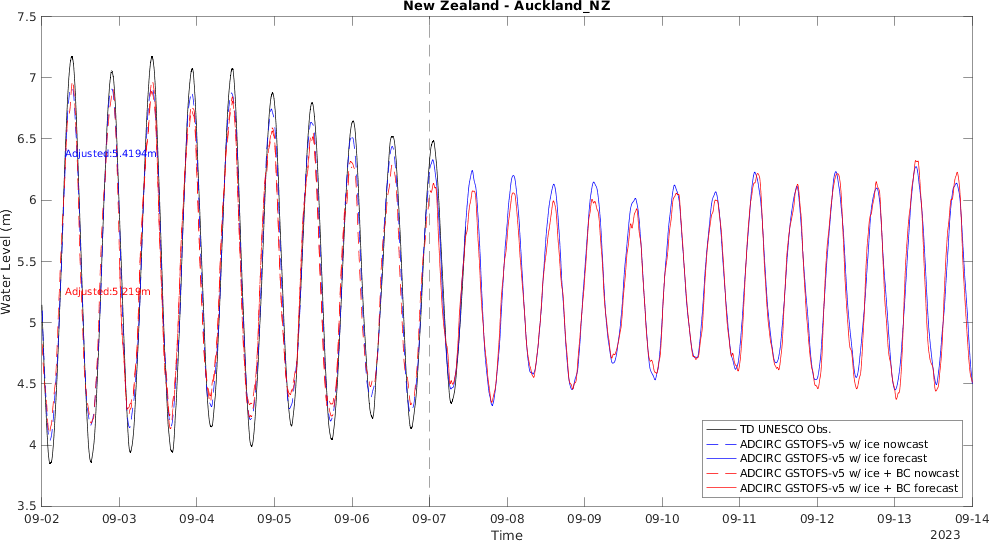 New Zealand - Auckland_NZ
7.5
7
6.5
6
5.5
5
4.5
4
3.5
Water Level (m)
Adjusted:5.4194m
Adjusted:5.219m
TD UNESCO Obs.
ADCIRC GSTOFS-v5 w/ ice nowcast
ADCIRC GSTOFS-v5 w/ ice forecast
ADCIRC GSTOFS-v5 w/ ice + BC nowcast
ADCIRC GSTOFS-v5 w/ ice + BC forecast
09-02 09-03 09-04 09-05 09-06 09-07 09-08 09-09 09-10 09-11 09-12 09-13 09-14
Time
2023